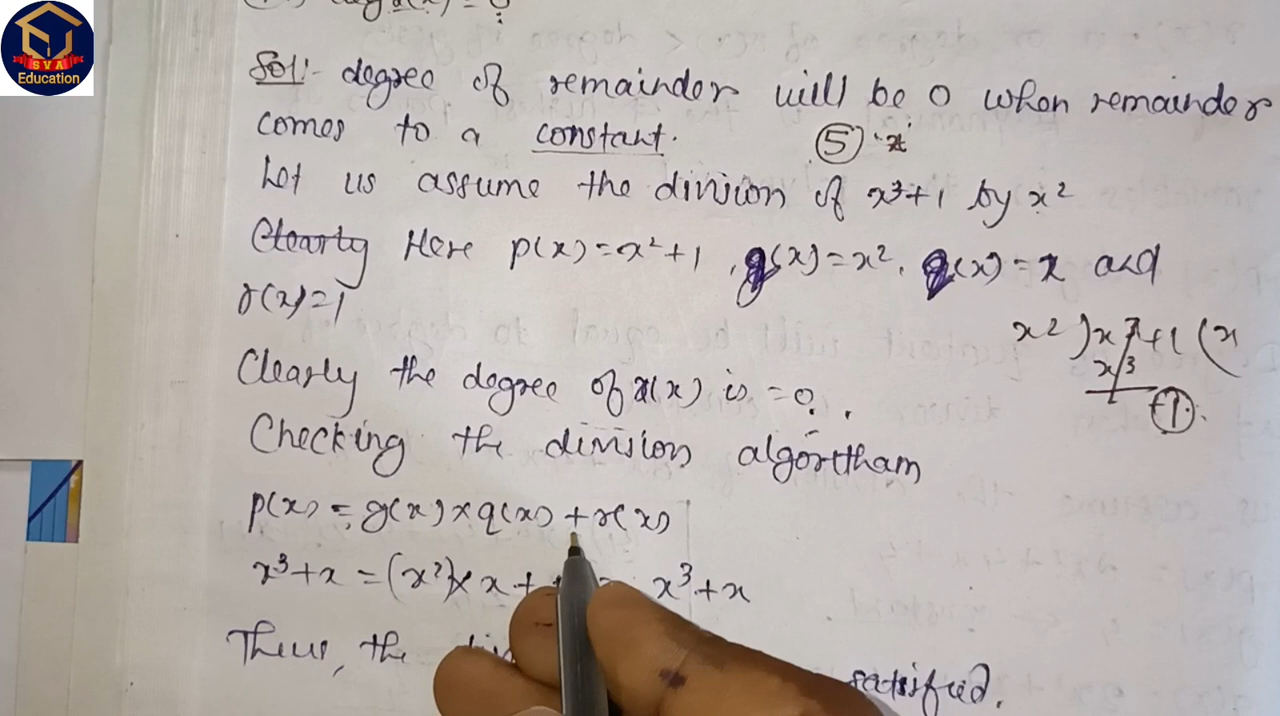 SVA
Education
Sol:- degree of remainder will be 0 when remainder
comes to a constant. 5 x
Let us assume the division of x³+1 by x²
Clearly Here p(x)=x²+1, g(x)=x², q(x)=x and
r(x)=1
x²)x³+1(x
x³
1
Clearly the degree of r(x) is =0.
Checking the division algoritham
p(x) = g(x)×q(x)+r(x)
x³+x = (x²)× x + x³+x
Thus, the satisfied.